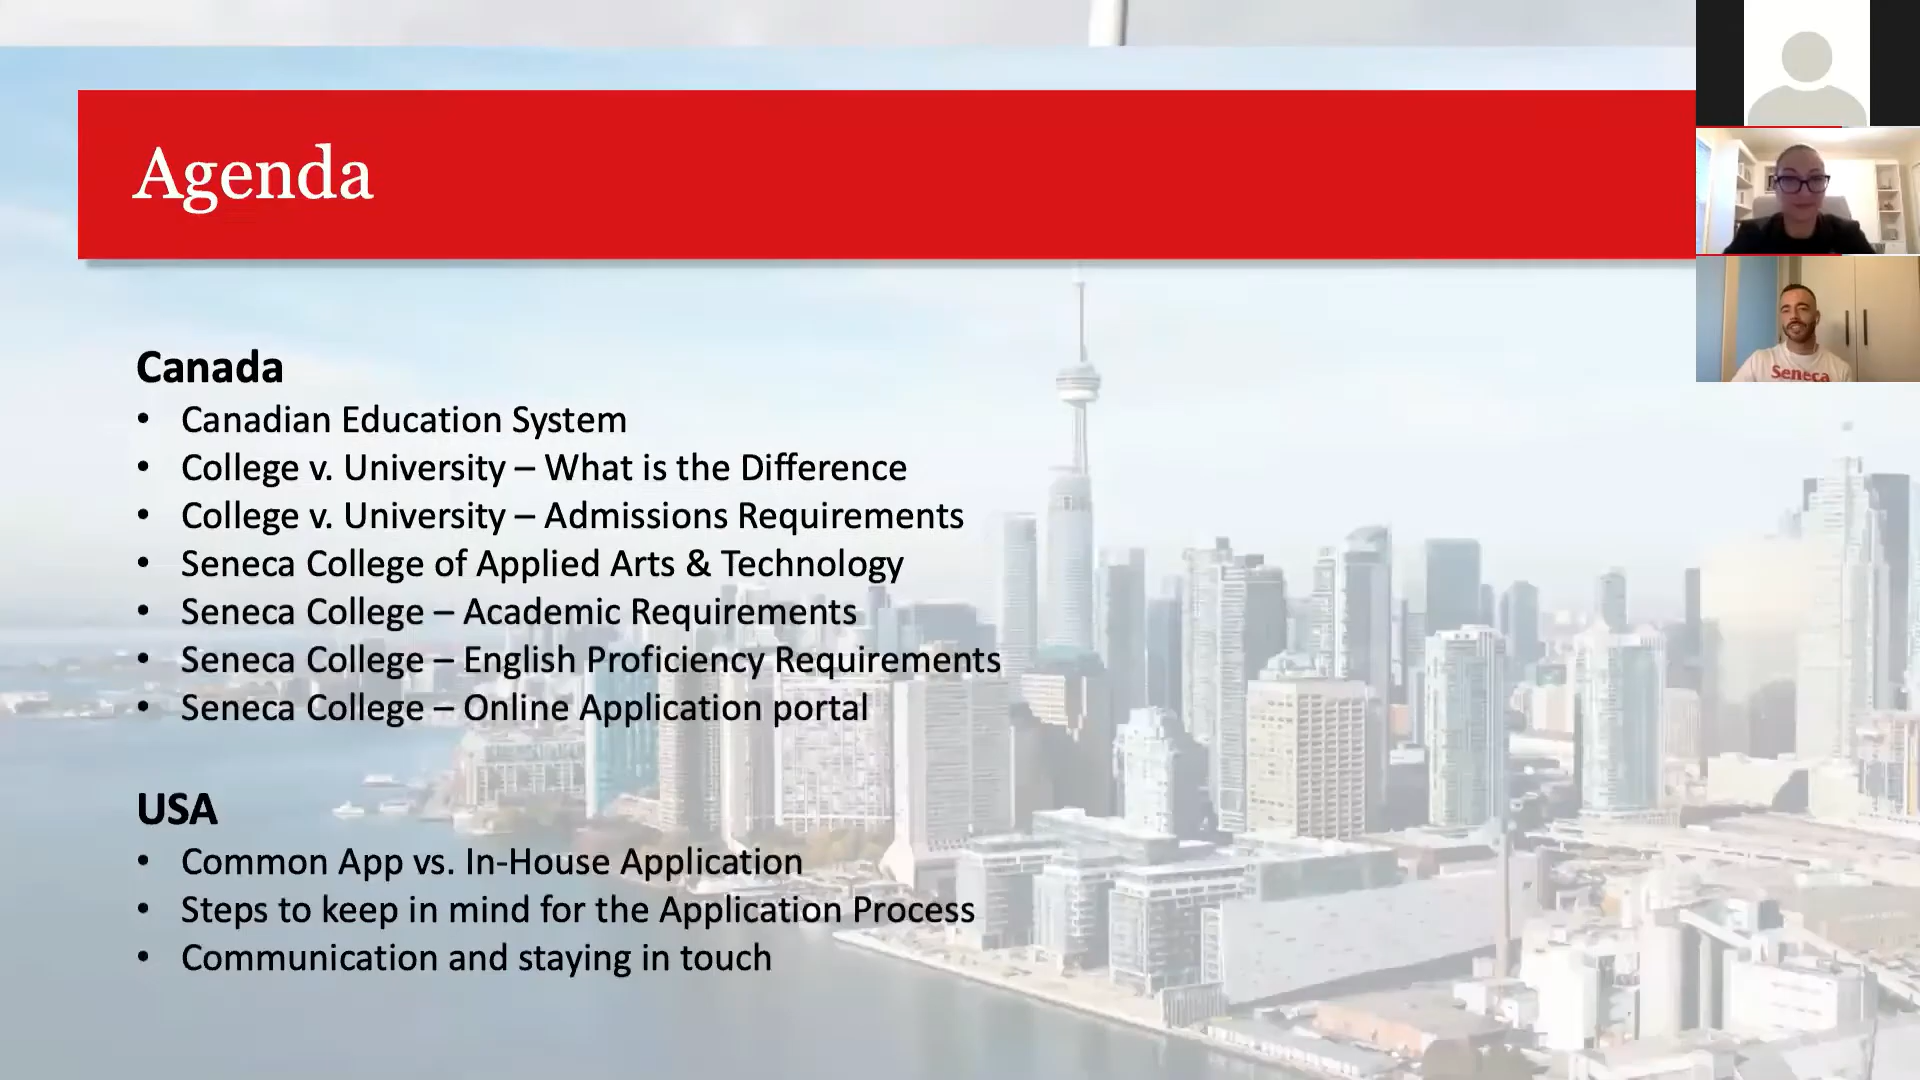 Agenda
Canada
• Canadian Education System
• College v. University – What is the Difference
• College v. University – Admissions Requirements
• Seneca College of Applied Arts & Technology
• Seneca College – Academic Requirements
• Seneca College – English Proficiency Requirements
• Seneca College – Online Application portal
USA
• Common App vs. In-House Application
• Steps to keep in mind for the Application Process
• Communication and staying in touch
Seneca